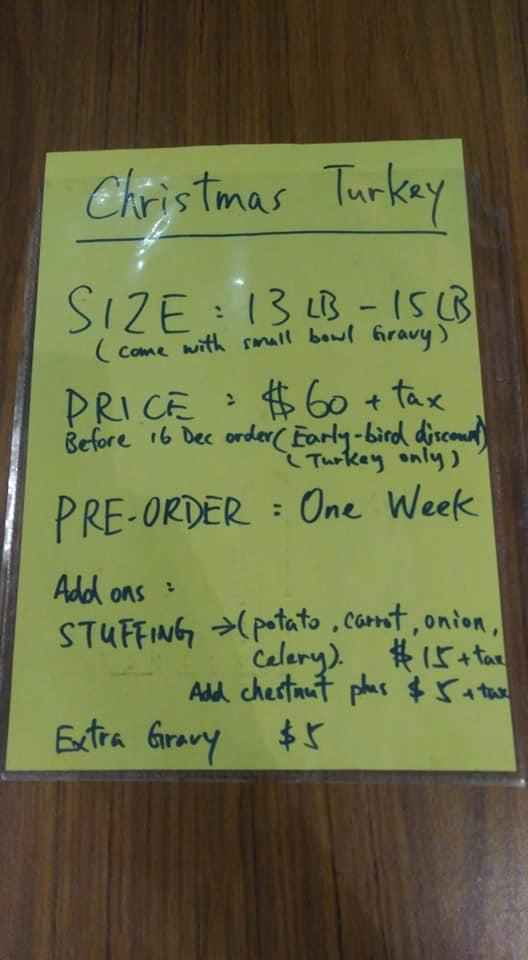 Christmas Turkey
SIZE : 13 LB - 15 LB
(come with small bowl Gravy)
PRICE : $60 + tax
Before 16 Dec order (Early-bird discount)
(Turkey only)
PRE-ORDER : One Week
Add ons :
STUFFING → (potato, carrot, onion,
celery). $15 + tax
Add chestnut plus $5 + tax
Extra Gravy $5